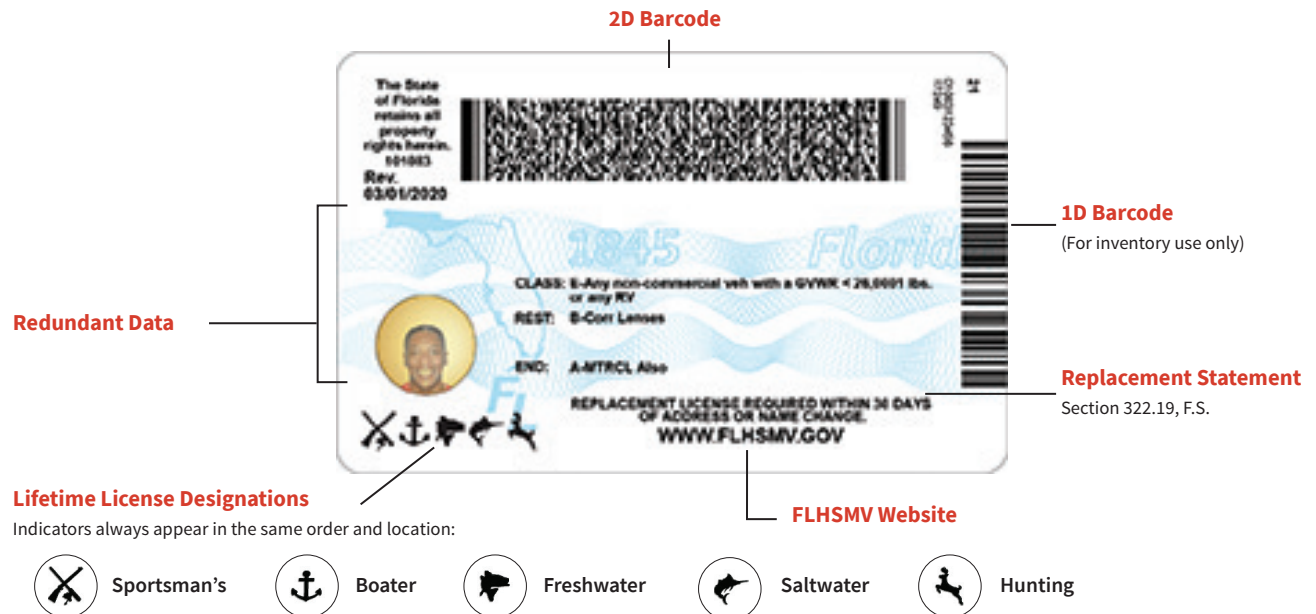 2D Barcode
The State
of Florida
retains all
property
rights herein.
101083
Rev.
03/01/2020
21
1845
Florid
1D Barcode
(For inventory use only)
CLASS: E-Any non-commercial veh with a GVWR < 26,0001 lbs.
or any RV
REST: B-Corr Lenses
END: A-MTRCL Also
Redundant Data
FL
REPLACEMENT LICENSE REQUIRED WITHIN 30 DAYS
OF ADDRESS OR NAME CHANGE.
WWW.FLHSMV.GOV
Replacement Statement
Section 322.19, F.S.
Lifetime License Designations
Indicators always appear in the same order and location:
FLHSMV Website
Sportsman's Boater Freshwater Saltwater Hunting